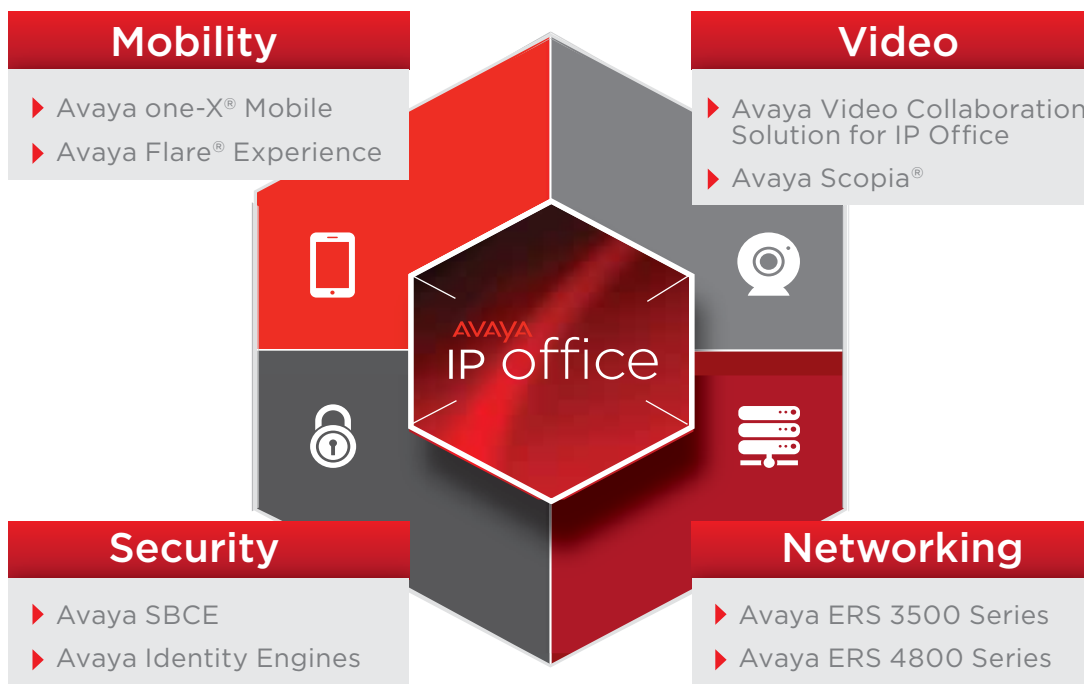 Mobility
Avaya one-X® Mobile
Avaya Flare® Experience
Video
Avaya Video Collaboration
Solution for IP Office
Avaya Scopia®
AVAYA
IP office
Security
Avaya SBCE
Avaya Identity Engines
Networking
Avaya ERS 3500 Series
Avaya ERS 4800 Series